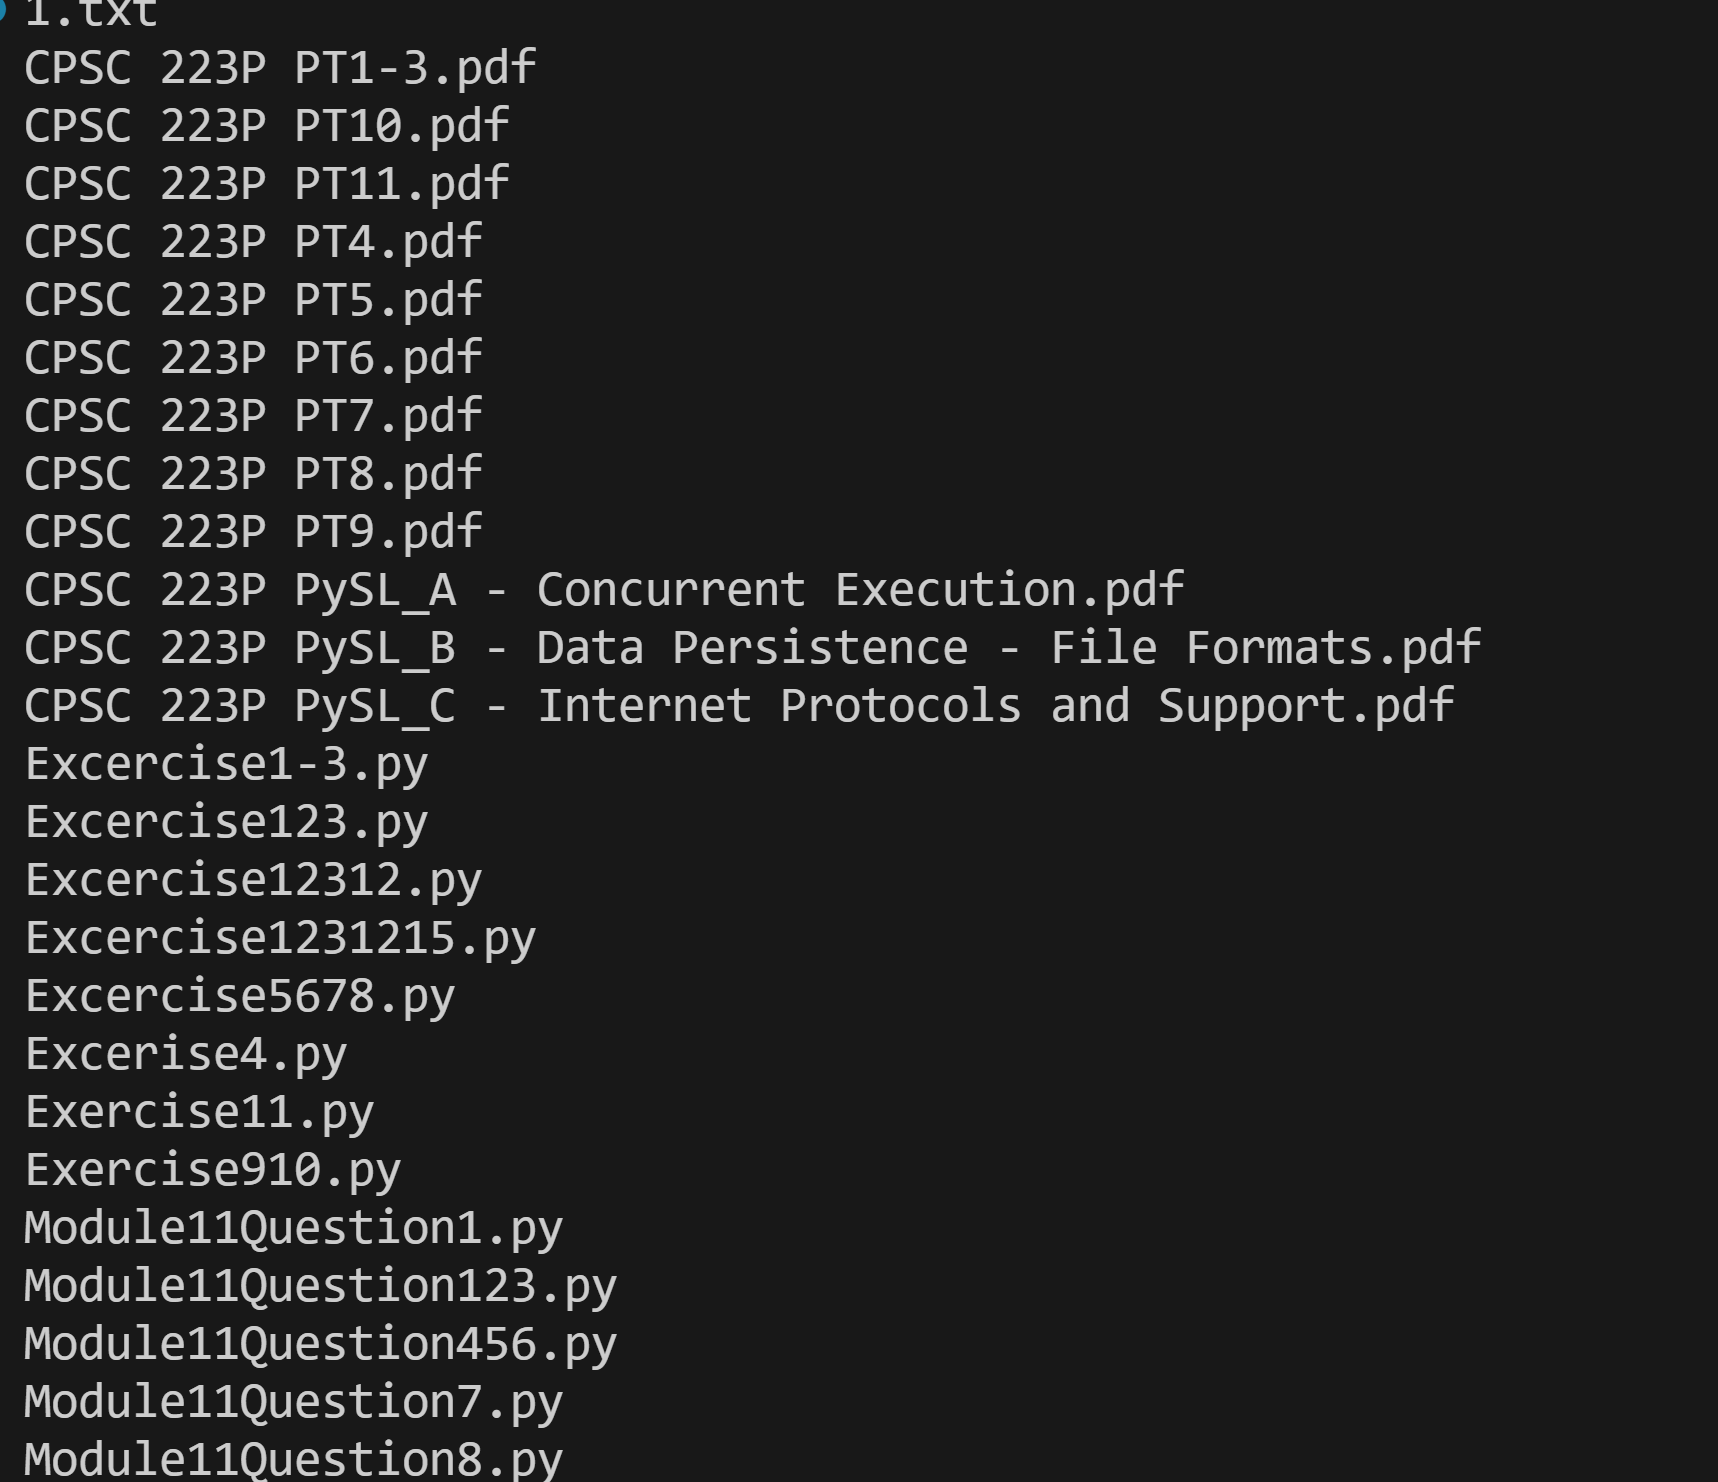 1.txt
CPSC 223P PT1-3.pdf
CPSC 223P PT10.pdf
CPSC 223P PT11.pdf
CPSC 223P PT4.pdf
CPSC 223P PT5.pdf
CPSC 223P PT6.pdf
CPSC 223P PT7.pdf
CPSC 223P PT8.pdf
CPSC 223P PT9.pdf
CPSC 223P PySL_A - Concurrent Execution.pdf
CPSC 223P PySL_B - Data Persistence - File Formats.pdf
CPSC 223P PySL_C - Internet Protocols and Support.pdf
Excercise1-3.py
Excercise123.py
Excercise12312.py
Excercise1231215.py
Excercise5678.py
Excerise4.py
Exercise11.py
Exercise910.py
Module11Question1.py
Module11Question123.py
Module11Question456.py
Module11Question7.py
Module11Question8.py